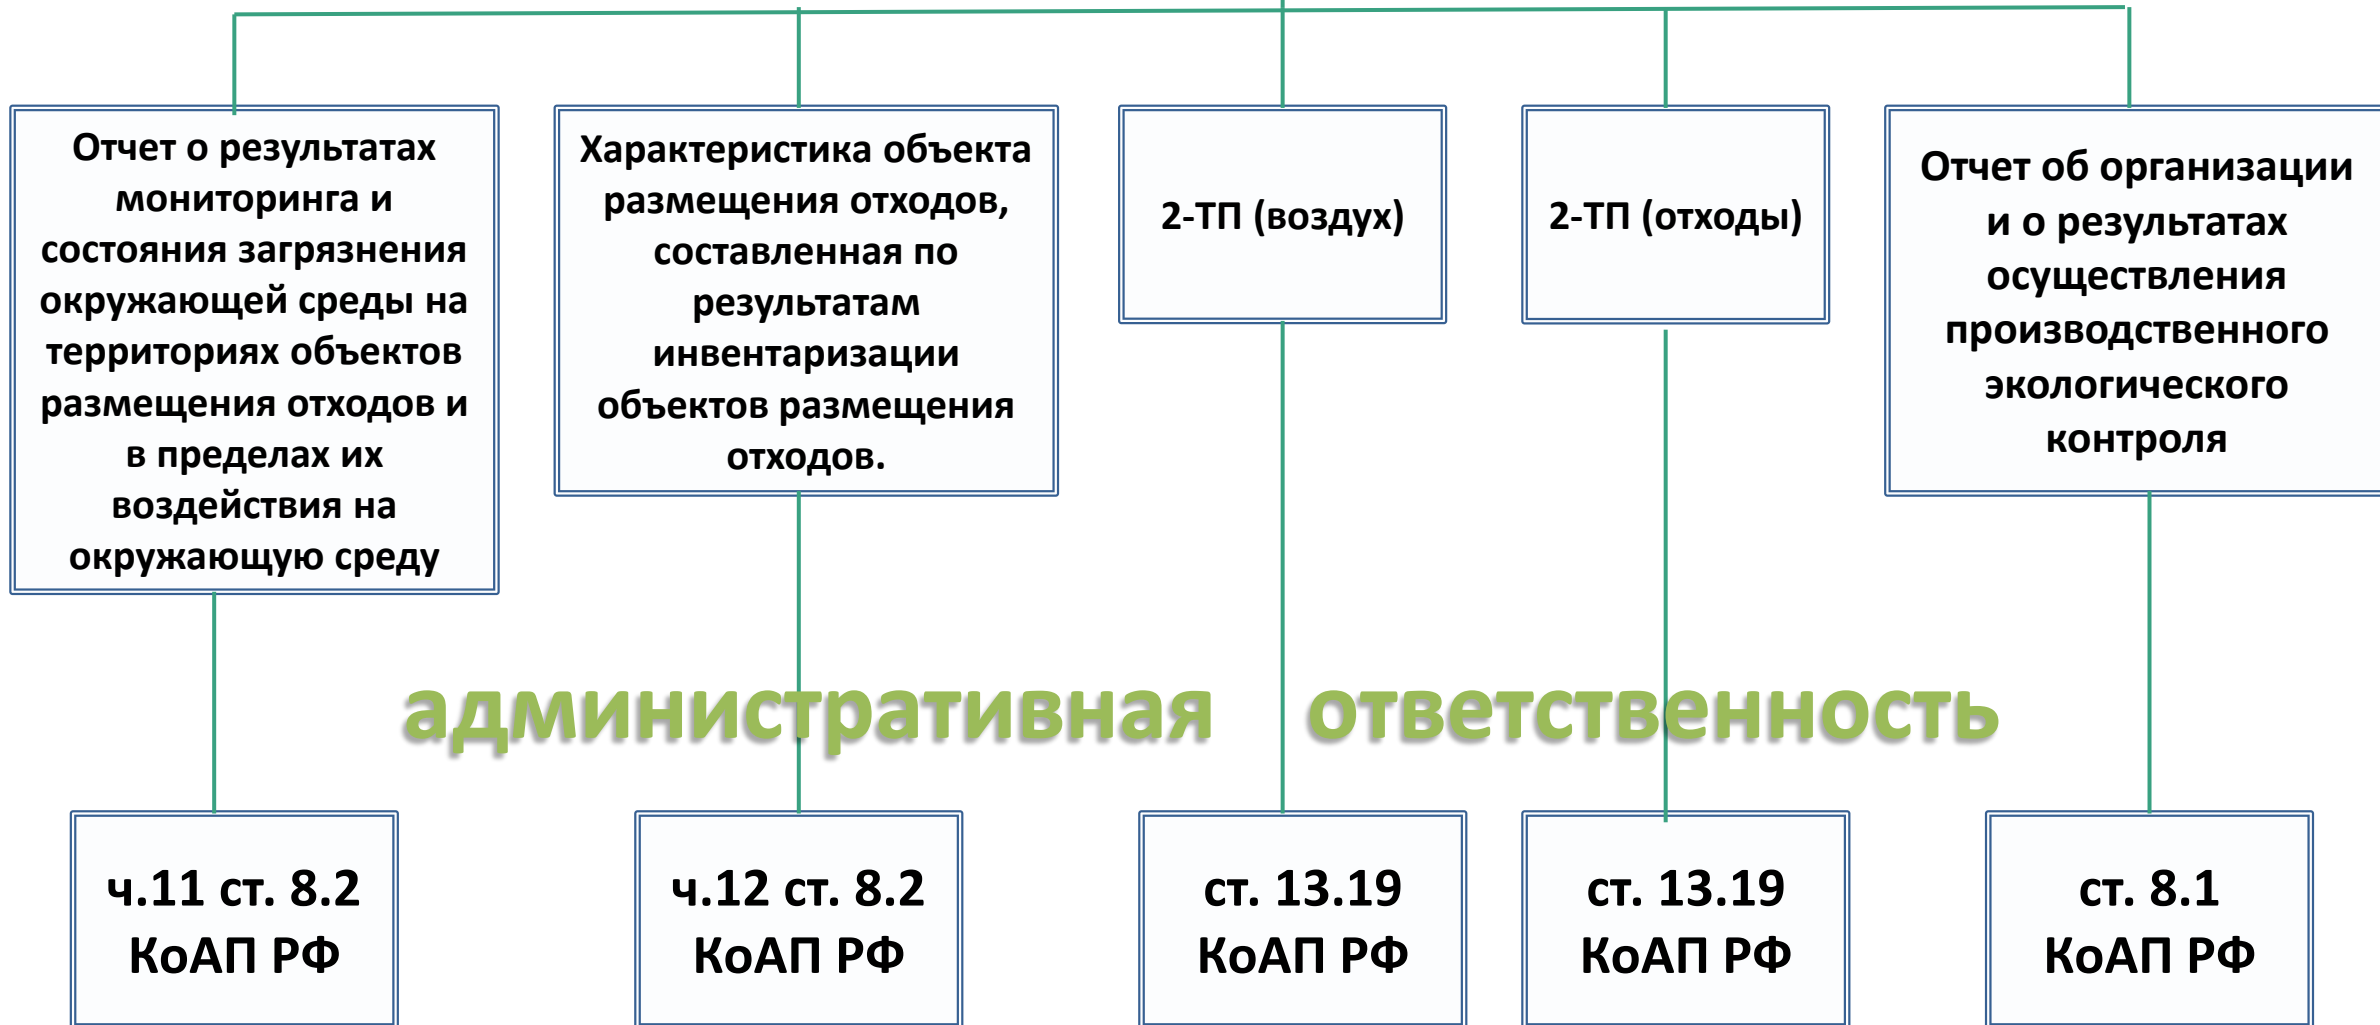 Отчет о результатах
мониторинга и
состояния загрязнения
окружающей среды на
территориях объектов
размещения отходов и
в пределах их
воздействия на
окружающую среду
Характеристика объекта
размещения отходов,
составленная по
результатам
инвентаризации
объектов размещения
отходов.
2-ТП (воздух)
2-ТП (отходы)
Отчет об организации
и о результатах
осуществления
производственного
экологического
контроля
административная ответственность
ч.11 ст. 8.2
КоАП РФ
ч.12 ст. 8.2
КоАП РФ
ст. 13.19
КоАП РФ
ст. 13.19
КоАП РФ
ст. 8.1
КоАП РФ